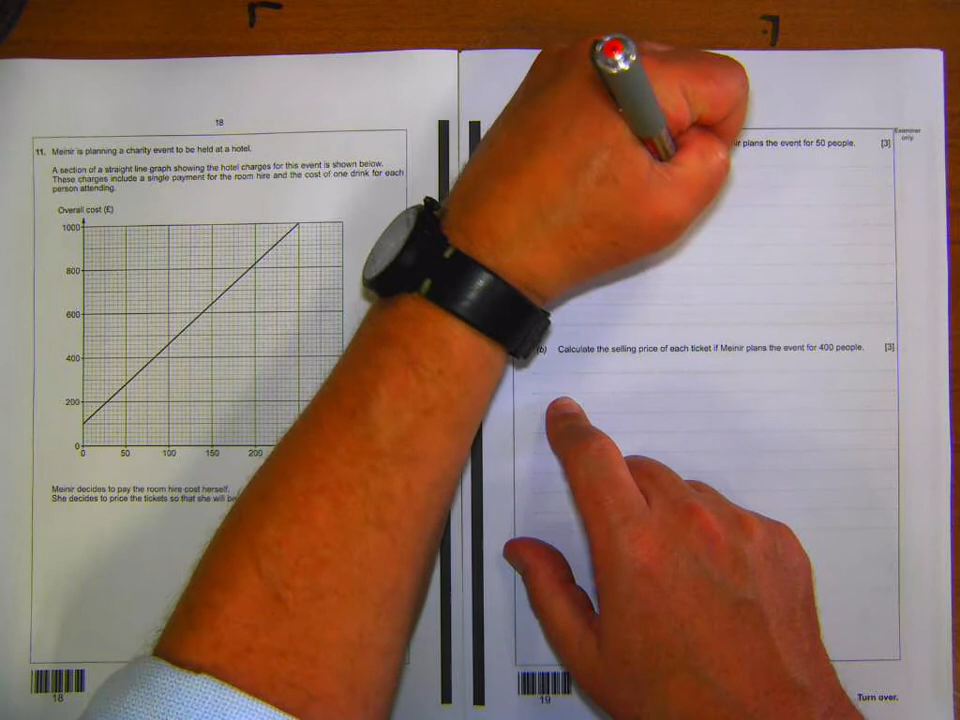 18
11. Meinir is planning a charity event to be held at a hotel.
A section of a straight line graph showing the hotel charges for this event is shown below.
These charges include a single payment for the room hire and the cost of one drink for each
person attending.
Overall cost (£)
1000
800
600
400
200
0
0 50 100 150 200
Meinir decides to pay the room hire cost herself.
She decides to price the tickets so that she will
18
Examiner
only
plans the event for 50 people. [3]
(b) Calculate the selling price of each ticket if Meinir plans the event for 400 people. [3]
19
Turn over.